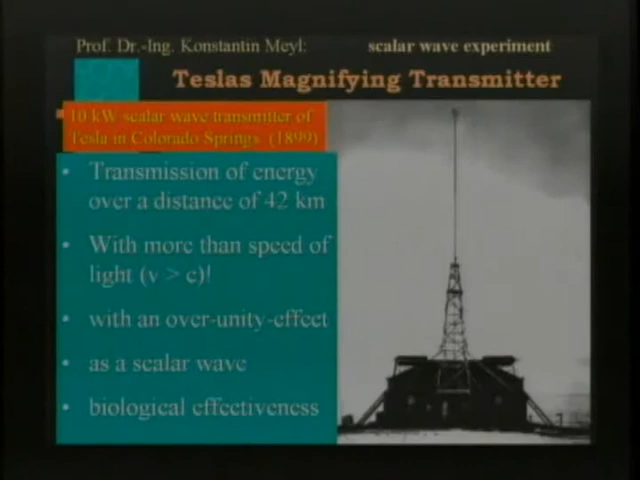 Prof. Dr.-Ing. Konstantin Meyl: scalar wave experiment
Teslas Magnifying Transmitter
10 kW scalar wave transmitter of
Tesla in Colorado Springs (1899)
• Transmission of energy
over a distance of 42 km
• With more than speed of
light (v > c)!
• with an over-unity-effect
• as a scalar wave
• biological effectiveness